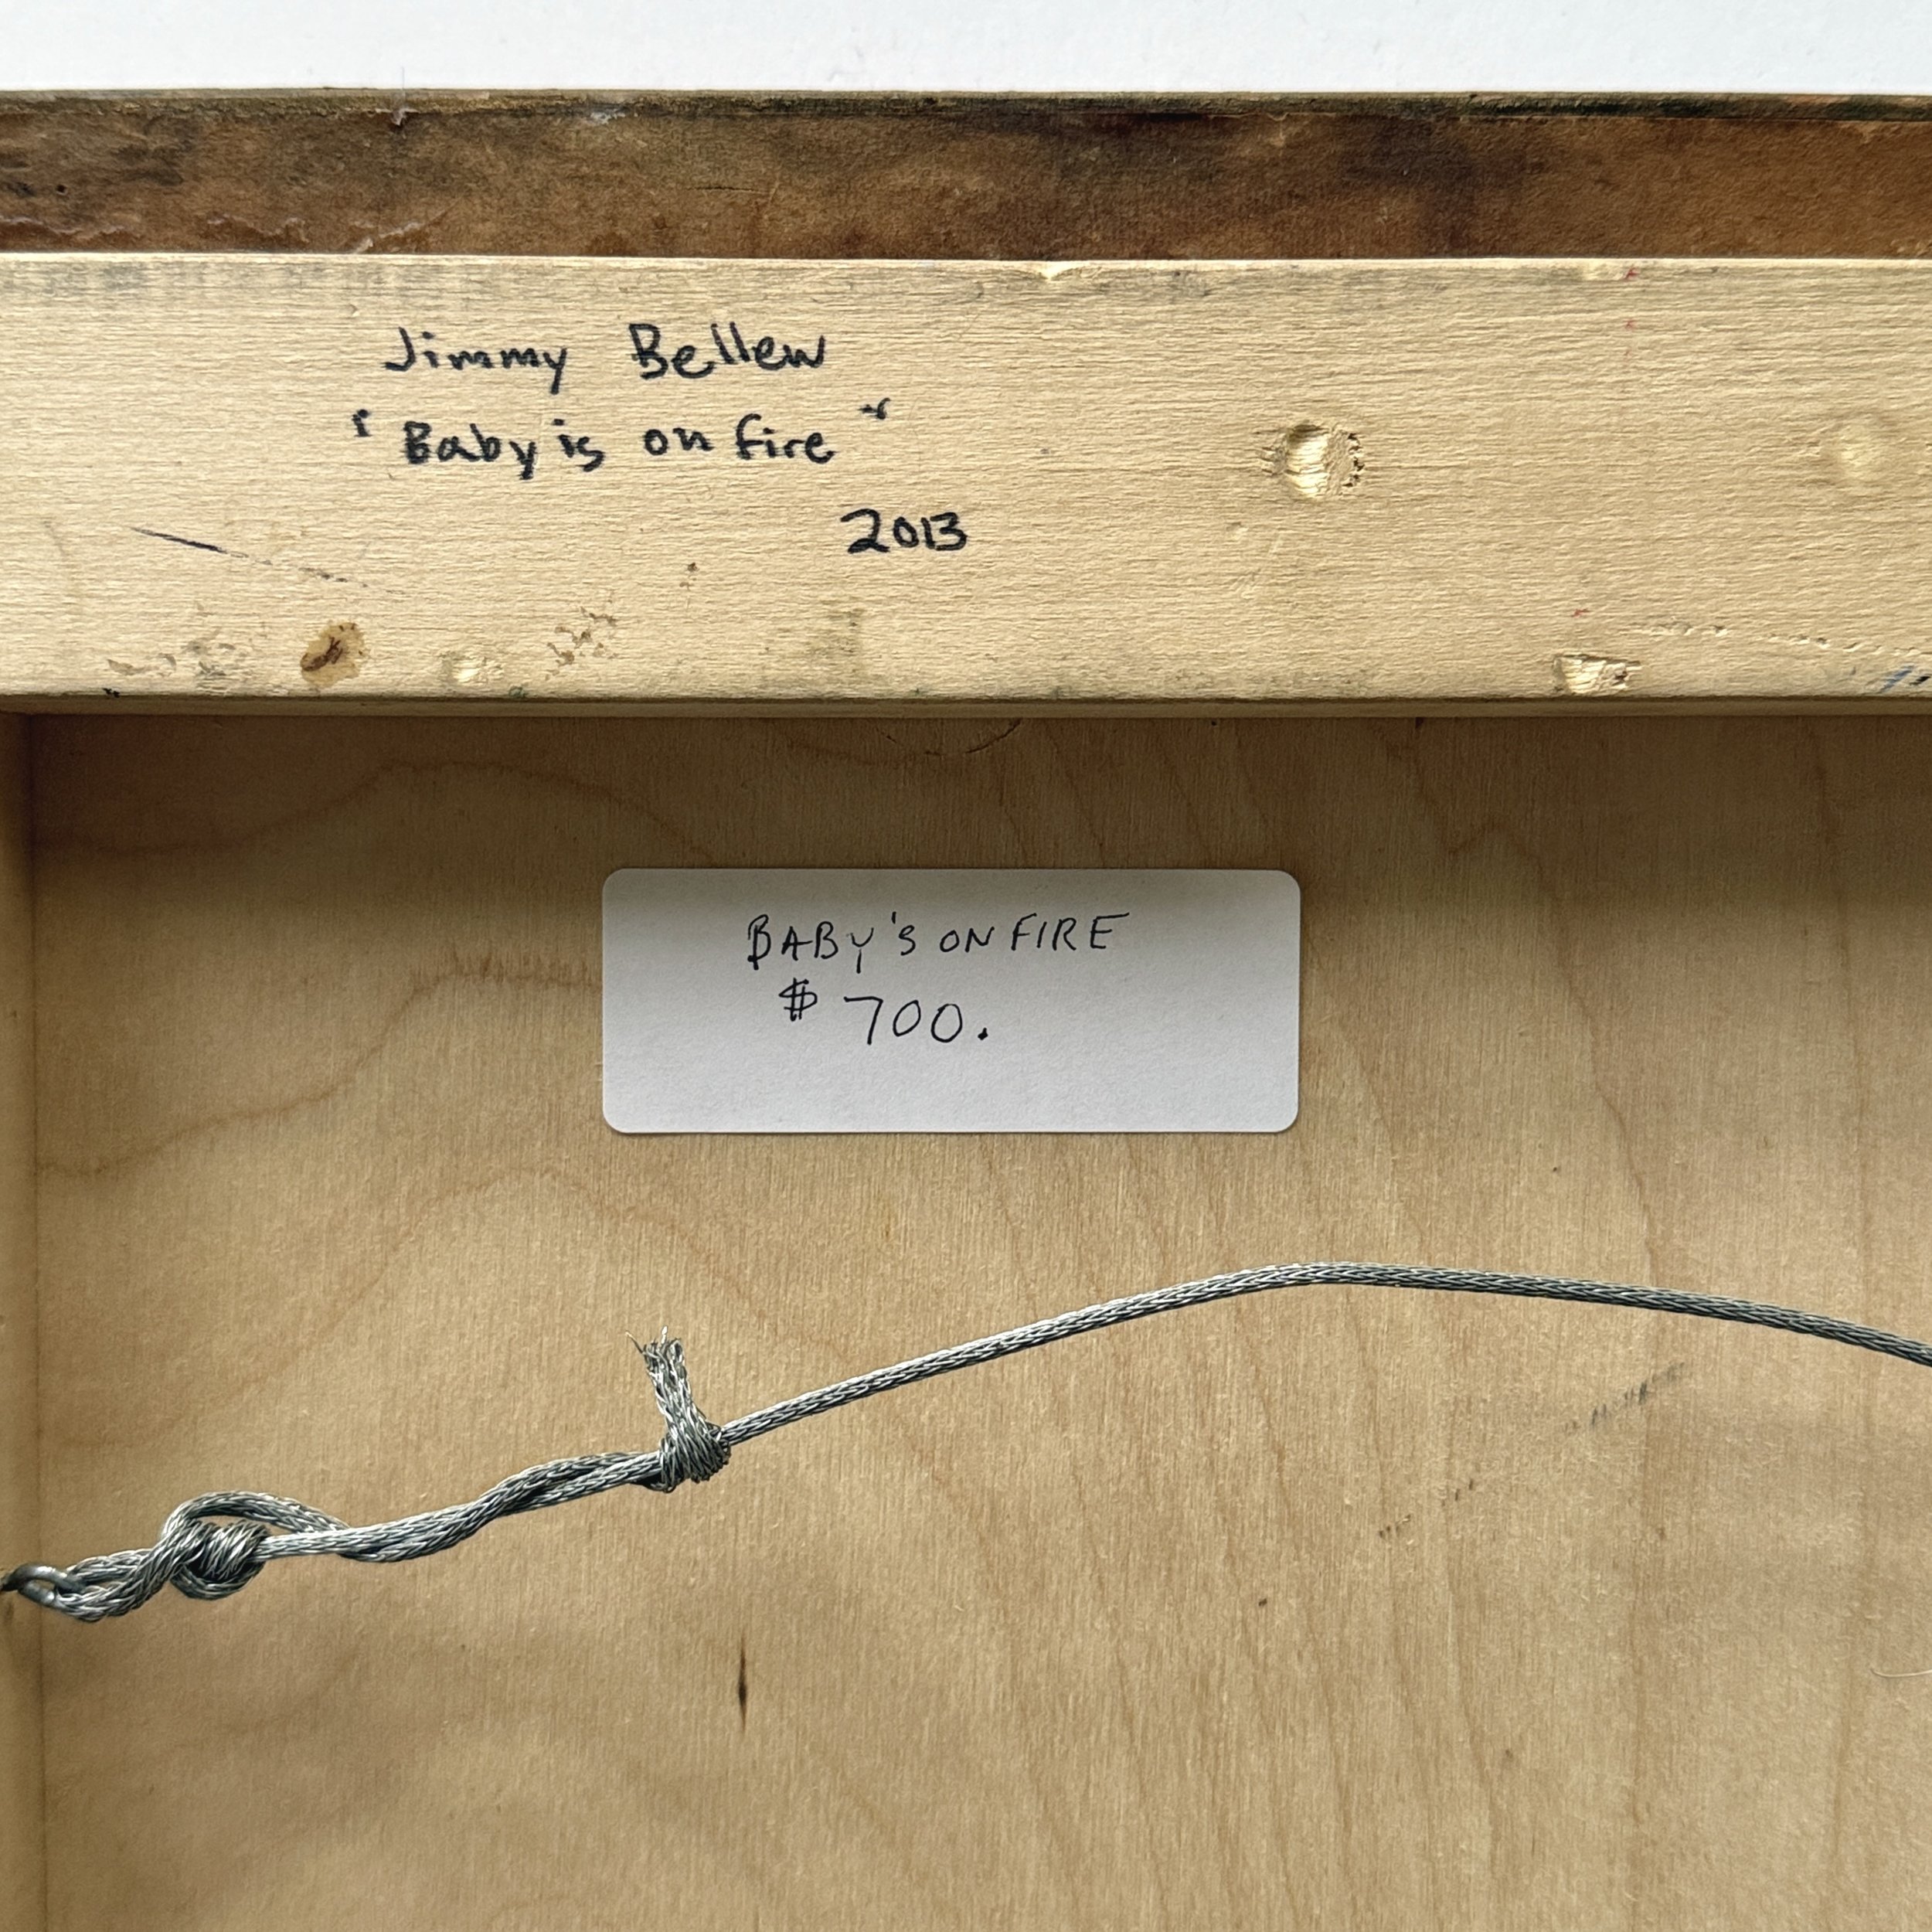 Jimmy Bellew
"Baby is on fire"
2013
BABY'S ON FIRE
$700.